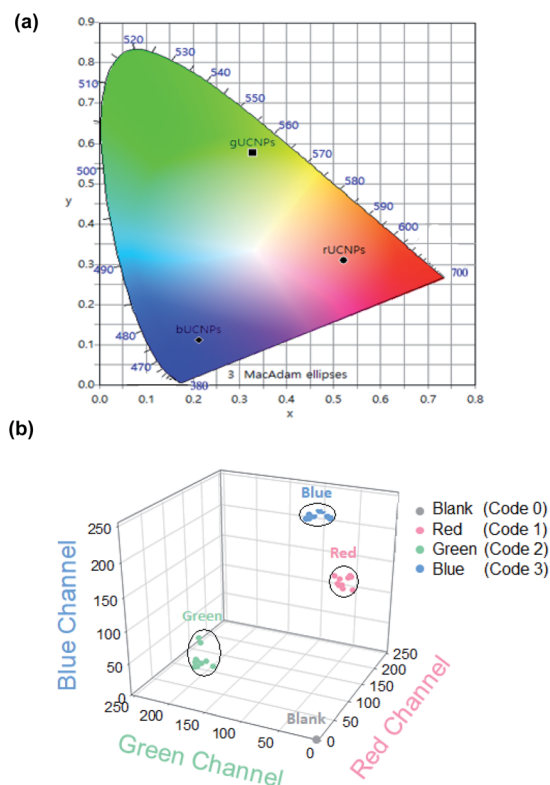 (a)
0.9
0.8
0.7
0.6
0.5
0.4
0.3
0.2
0.1
0.0
y
520
530
540
550
560
570
580
590
600
700
510
500
490
480
470
380
gUCNPs
rUCNPs
bUCNPs
3 MacAdam ellipses
0.0 0.1 0.2 0.3 0.4 0.5 0.6 0.7 0.8
x
(b)
Blue
Red
Green
Blank
Blank (Code 0)
Red (Code 1)
Green (Code 2)
Blue (Code 3)
Blue Channel
250
200
150
100
50
0
Green Channel
250 200 150 100 50 0
Red Channel
250
200
150
100
50
0